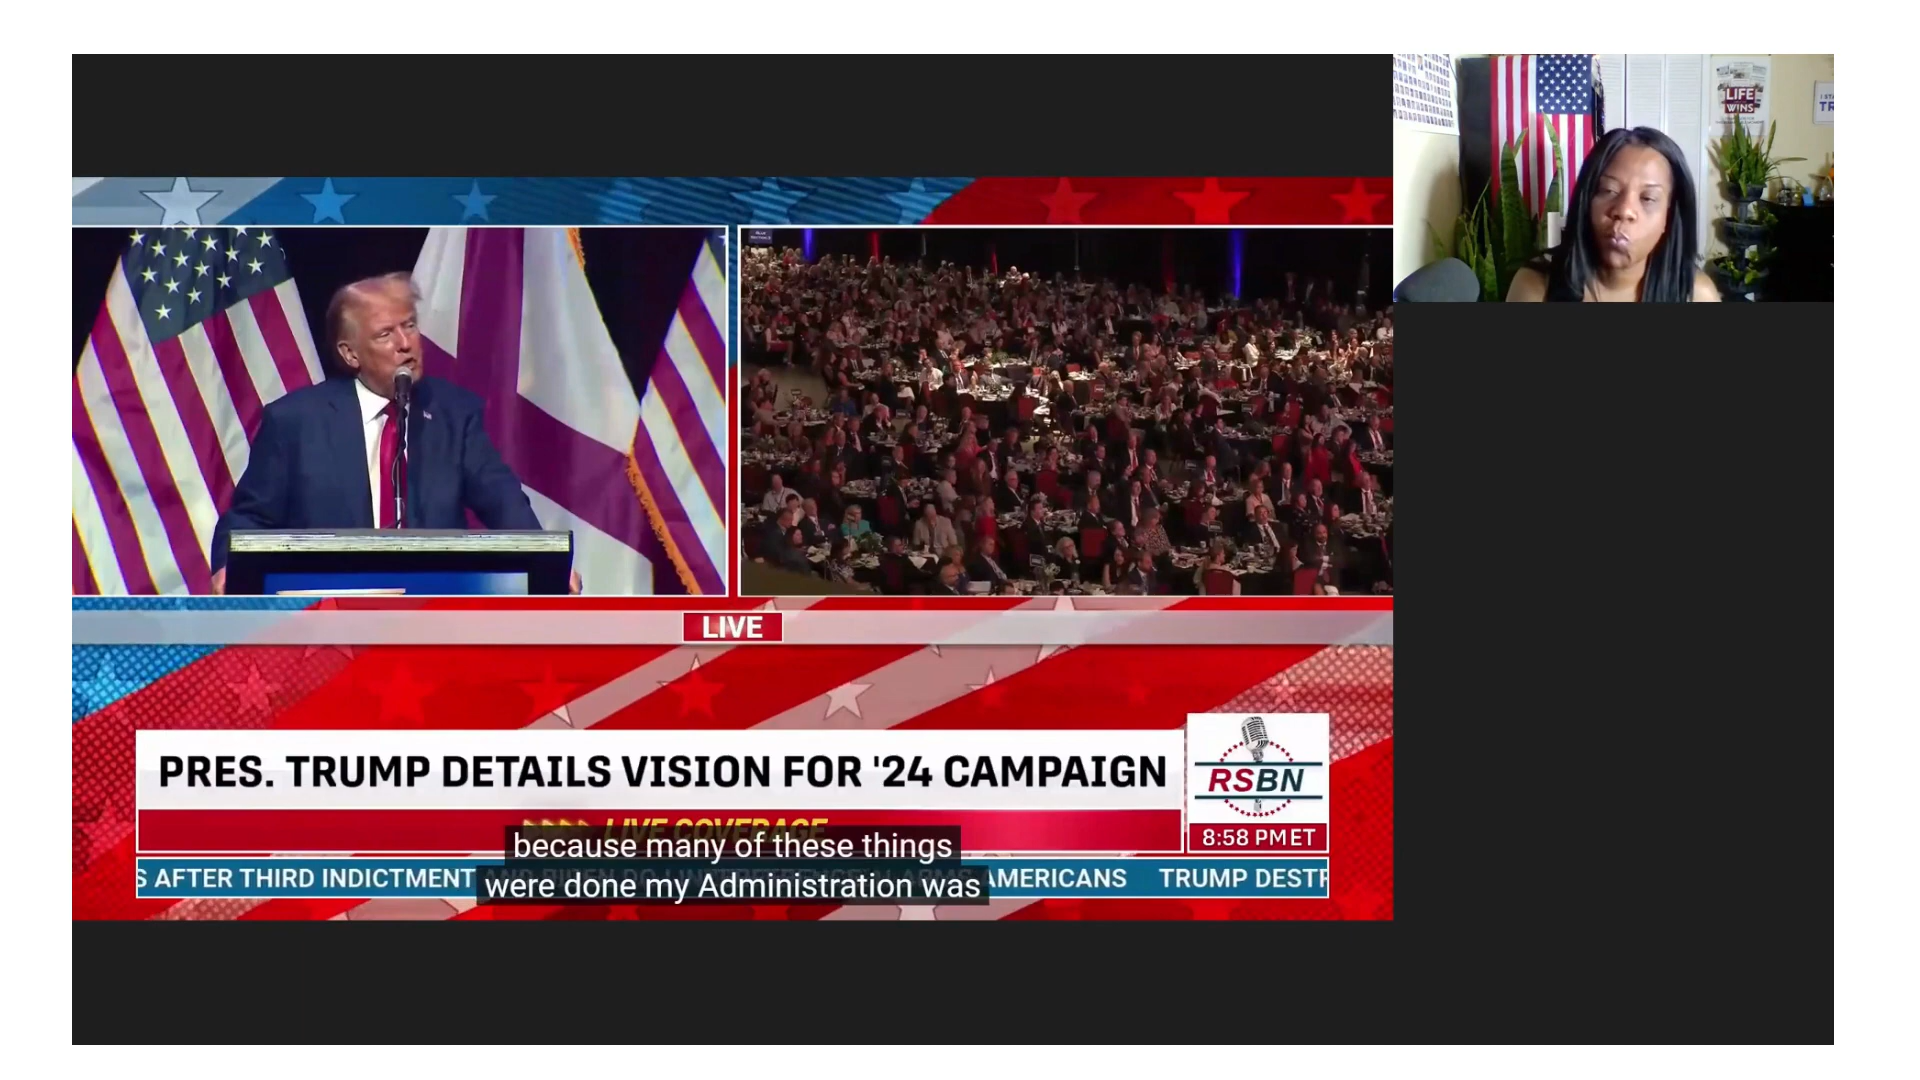 LIFE
WINS
LIVE
PRES. TRUMP DETAILS VISION FOR '24 CAMPAIGN
RSBN
LIVE COVERAGE
8:58 PM ET
because many of these things
were done my Administration was
S AFTER THIRD INDICTMENT AMERICANS TRUMP DEST